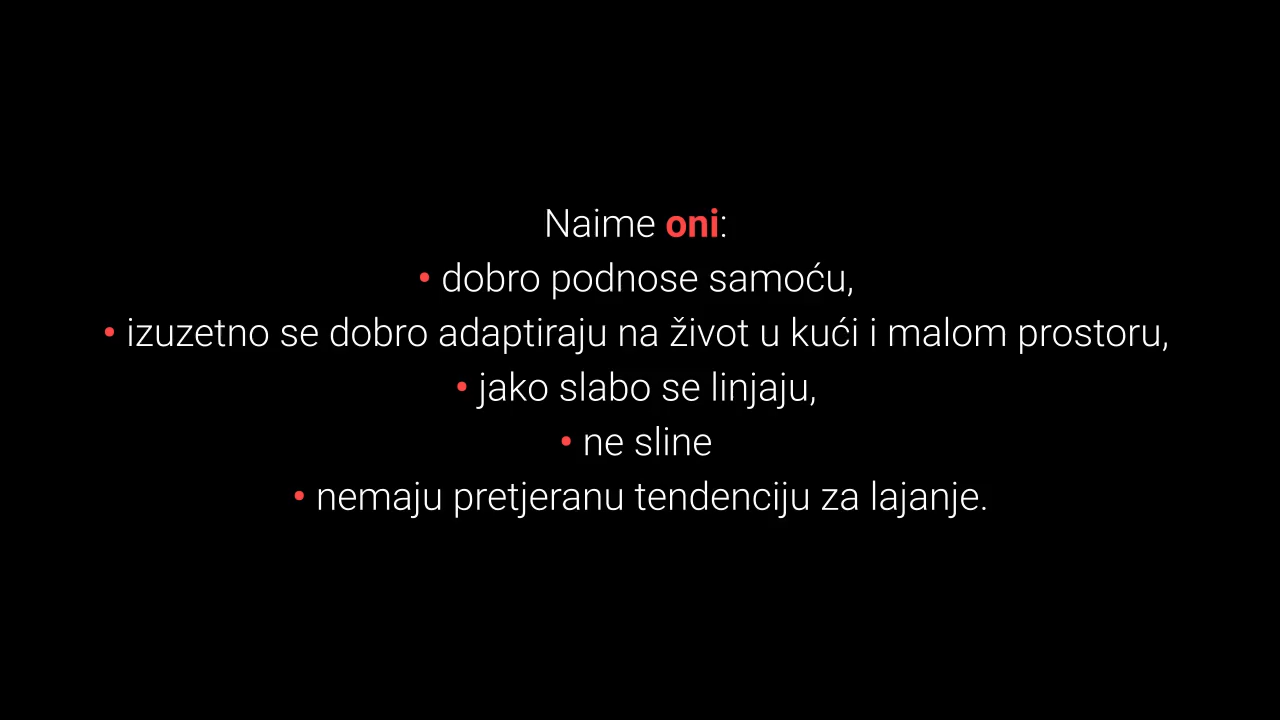 Naime oni:
• dobro podnose samoću,
• izuzetno se dobro adaptiraju na život u kući i malom prostoru,
• jako slabo se linjaju,
• ne sline
• nemaju pretjeranu tendenciju za lajanje.